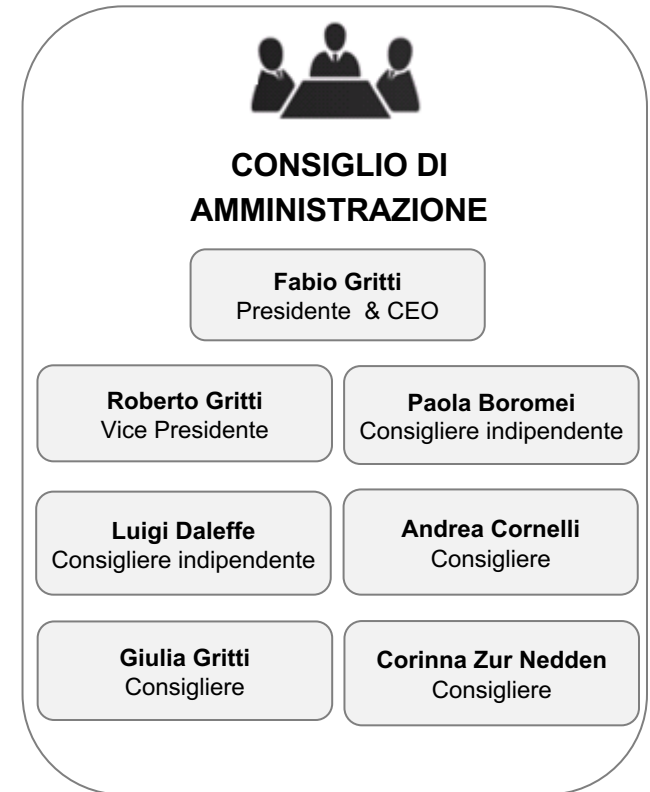 CONSIGLIO DI
AMMINISTRAZIONE
Fabio Gritti
Presidente & CEO
Roberto Gritti
Vice Presidente
Paola Boromei
Consigliere indipendente
Luigi Daleffe
Consigliere indipendente
Andrea Cornelli
Consigliere
Giulia Gritti
Consigliere
Corinna Zur Nedden
Consigliere